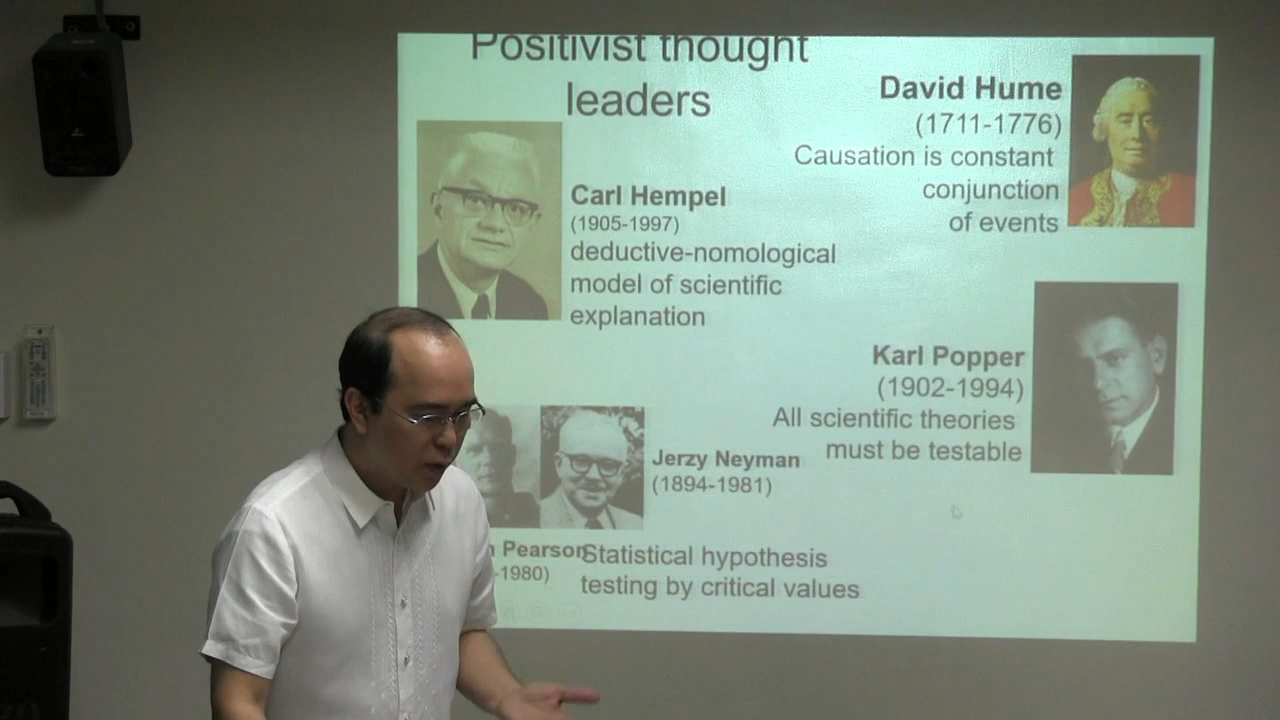 Positivist thought
leaders
David Hume
(1711-1776)
Causation is constant
conjunction
of events
Carl Hempel
(1905-1997)
deductive-nomological
model of scientific
explanation
Karl Popper
(1902-1994)
All scientific theories
must be testable
Jerzy Neyman
(1894-1981)
n Pearson
-1980)
Statistical hypothesis
testing by critical values